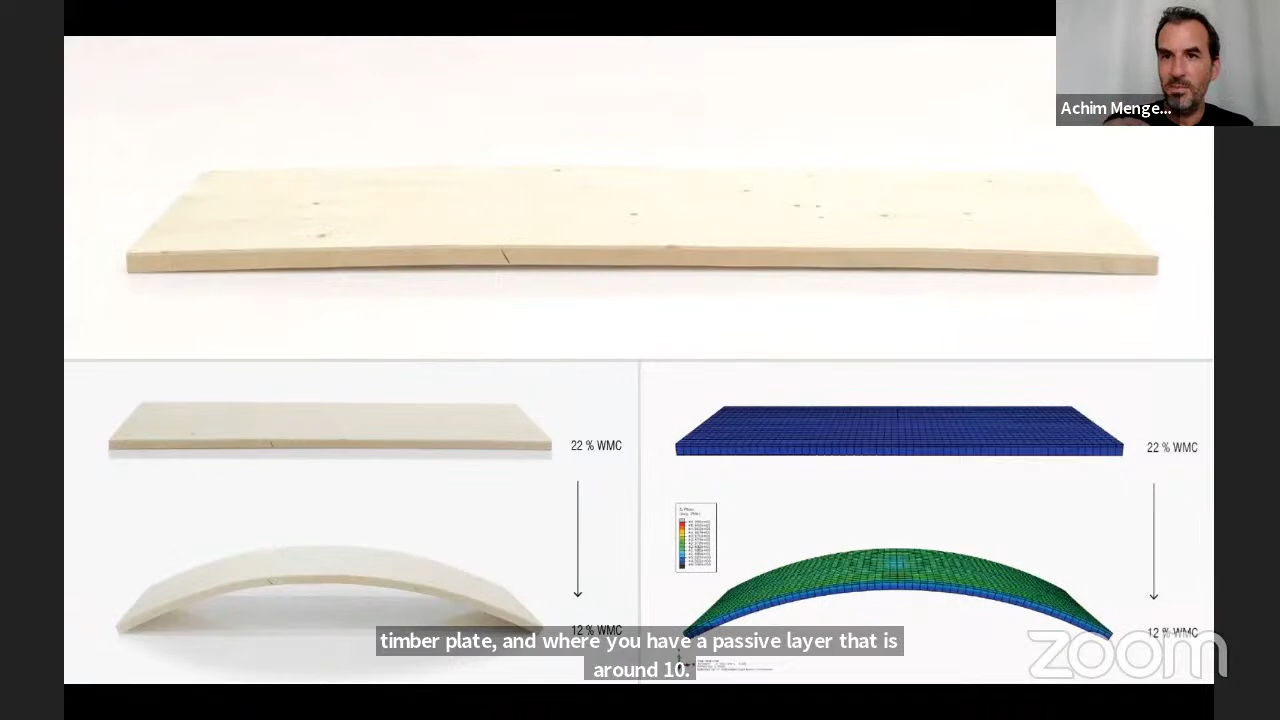 Achim Menge...
22 % WMC
22 % WMC
12 % WMC
12 % WMC
timber plate, and where you have a passive layer that is
around 10.
zoom